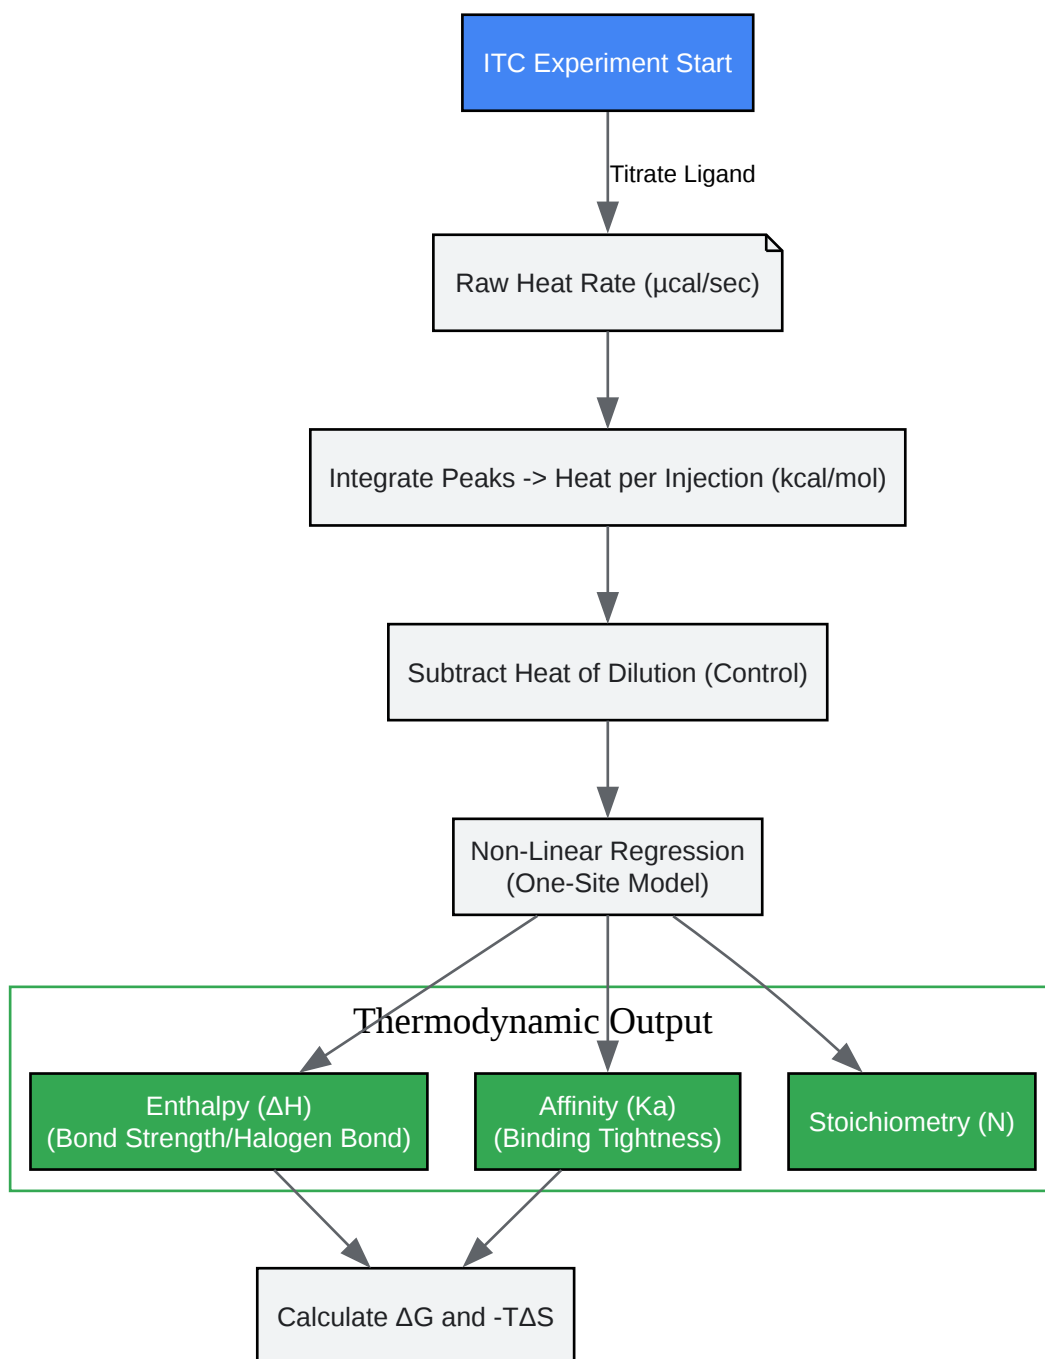 ITC Experiment Start
Titrate Ligand
Raw Heat Rate (µcal/sec)
Integrate Peaks -> Heat per Injection (kcal/mol)
Subtract Heat of Dilution (Control)
Non-Linear Regression
(One-Site Model)
Thermodynamic Output
Enthalpy (ΔH)
(Bond Strength/Halogen Bond)
Affinity (Ka)
(Binding Tightness)
Stoichiometry (N)
Calculate ΔG and -TΔS